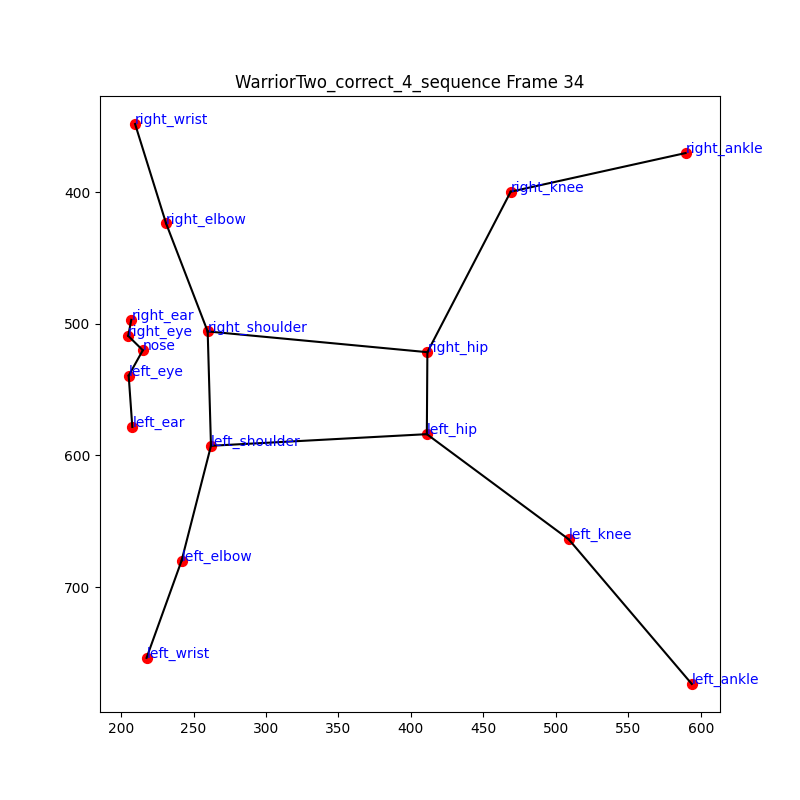 WarriorTwo_correct_4_sequence Frame 34
right_wrist
right_ankle
right_knee
400
right_elbow
right_ear
500
right_shoulder
right_eye
nose
right_hip
left_eye
left_ear
left_hip
left_shoulder
600
left_knee
left_elbow
700
left_wrist
left_ankle
200 250 300 350 400 450 500 550 600